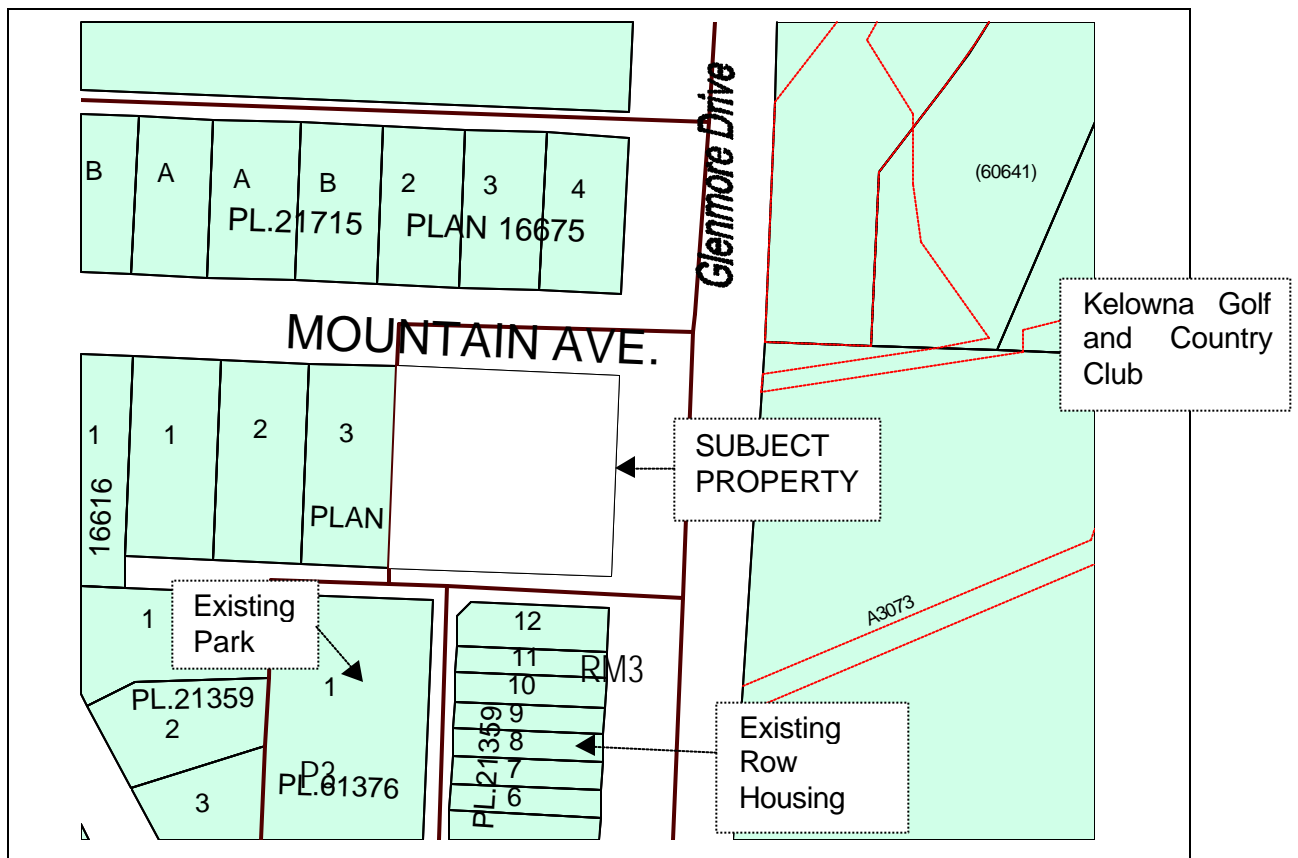 Glenmore Drive
(60641)
B
A
A
B
2
3
4
PL.21715
PLAN 16675
Kelowna Golf
and Country
Club
MOUNTAIN AVE.
1
1
2
3
16616
PLAN
SUBJECT
PROPERTY
Existing
Park
1
PL.21359
2
3
1
PL.61376
12
11
RM3
10
9
8
7
6
PL.21359
A3073
Existing
Row
Housing